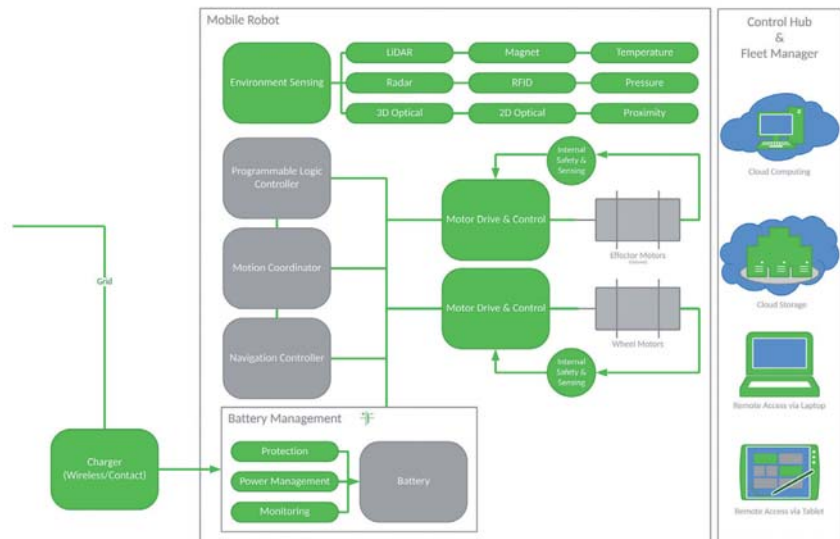 Mobile Robot
Control Hub
&
Fleet Manager
Environment Sensing
LiDAR
Magnet
Temperature
Radar
RFID
Pressure
3D Optical
2D Optical
Proximity
Programmable Logic
Controller
Internal
Safety &
Sensing
Motor Drive & Control
Effector Motors
Cloud Computing
Motion Coordinator
Motor Drive & Control
Wheel Motors
Cloud Storage
Grid
Navigation Controller
Internal
Safety &
Sensing
Remote Access via Laptop
Battery Management
Charger
(Wireless/Contact)
Protection
Power Management
Monitoring
Battery
Remote Access via Tablet